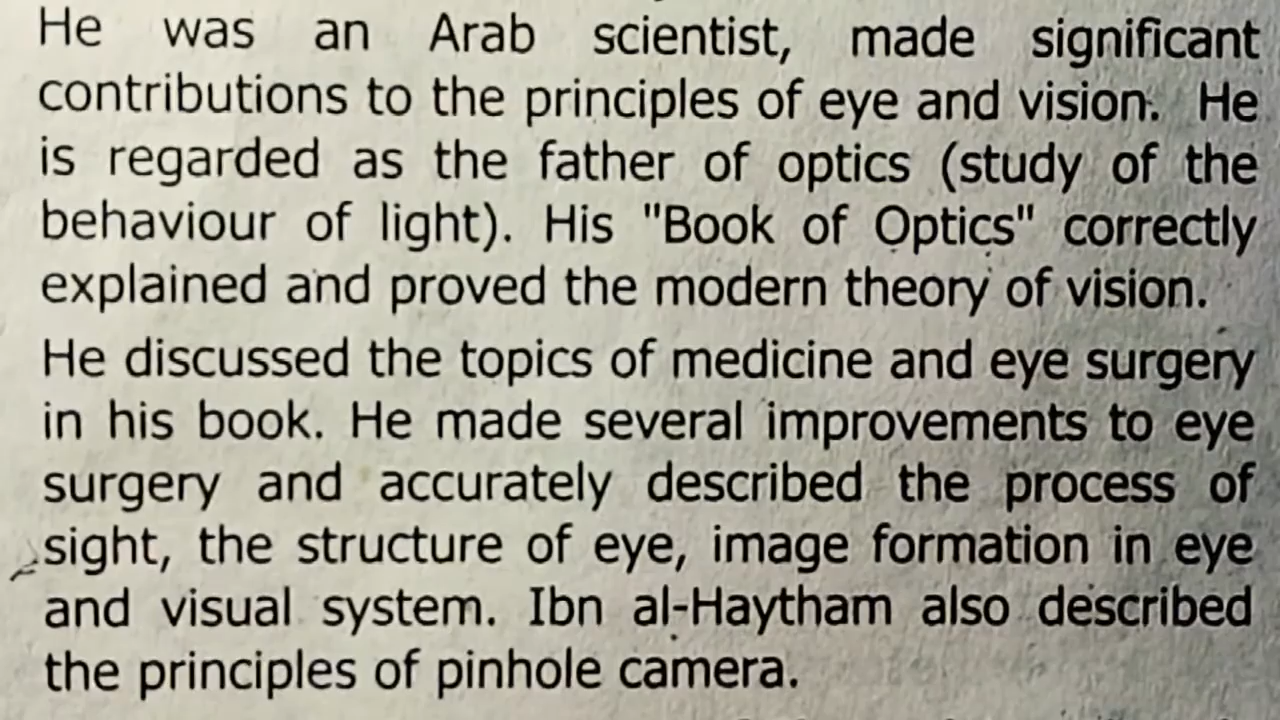 He was an Arab scientist, made significant
contributions to the principles of eye and vision. He
is regarded as the father of optics (study of the
behaviour of light). His "Book of Optics" correctly
explained and proved the modern theory of vision.
He discussed the topics of medicine and eye surgery
in his book. He made several improvements to eye
surgery and accurately described the process of
sight, the structure of eye, image formation in eye
and visual system. Ibn al-Haytham also described
the principles of pinhole camera.